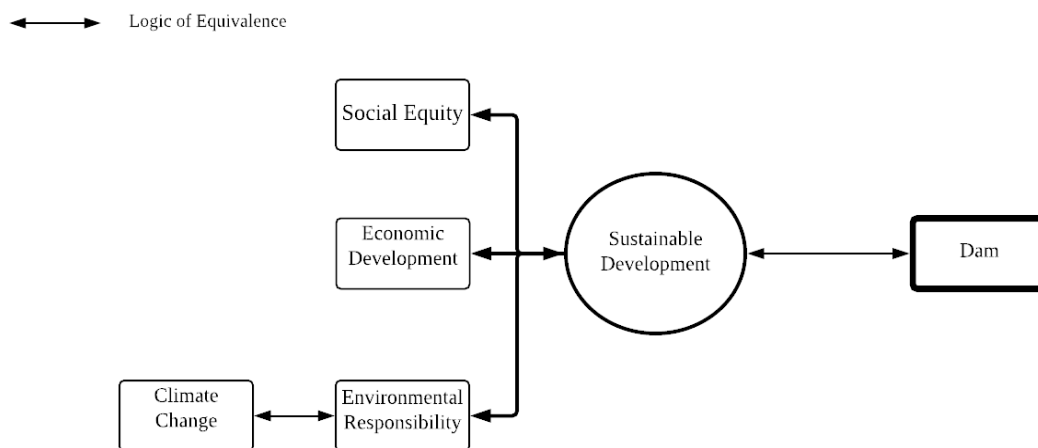 Logic of Equivalence
Social Equity
Economic
Development
Sustainable
Development
Dam
Climate
Change
Environmental
Responsibility